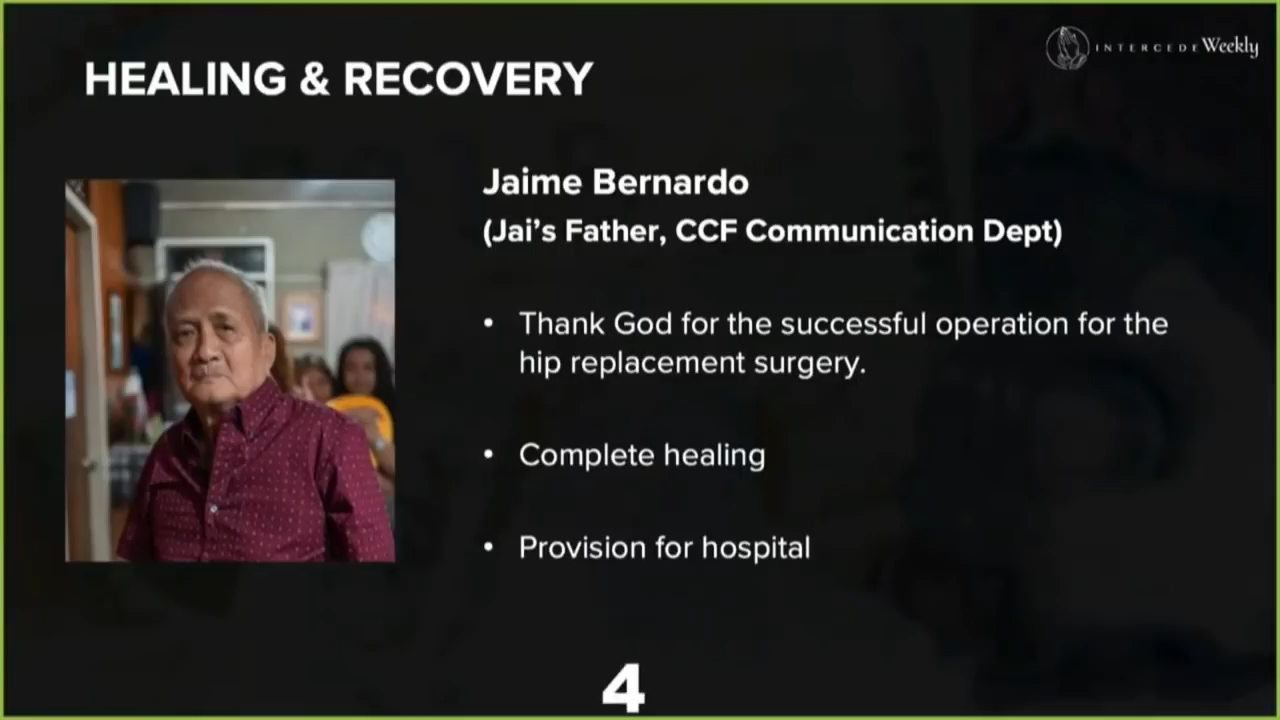 INTERCEDE Weekly
HEALING & RECOVERY
Jaime Bernardo
(Jai's Father, CCF Communication Dept)
• Thank God for the successful operation for the
hip replacement surgery.
• Complete healing
• Provision for hospital
4